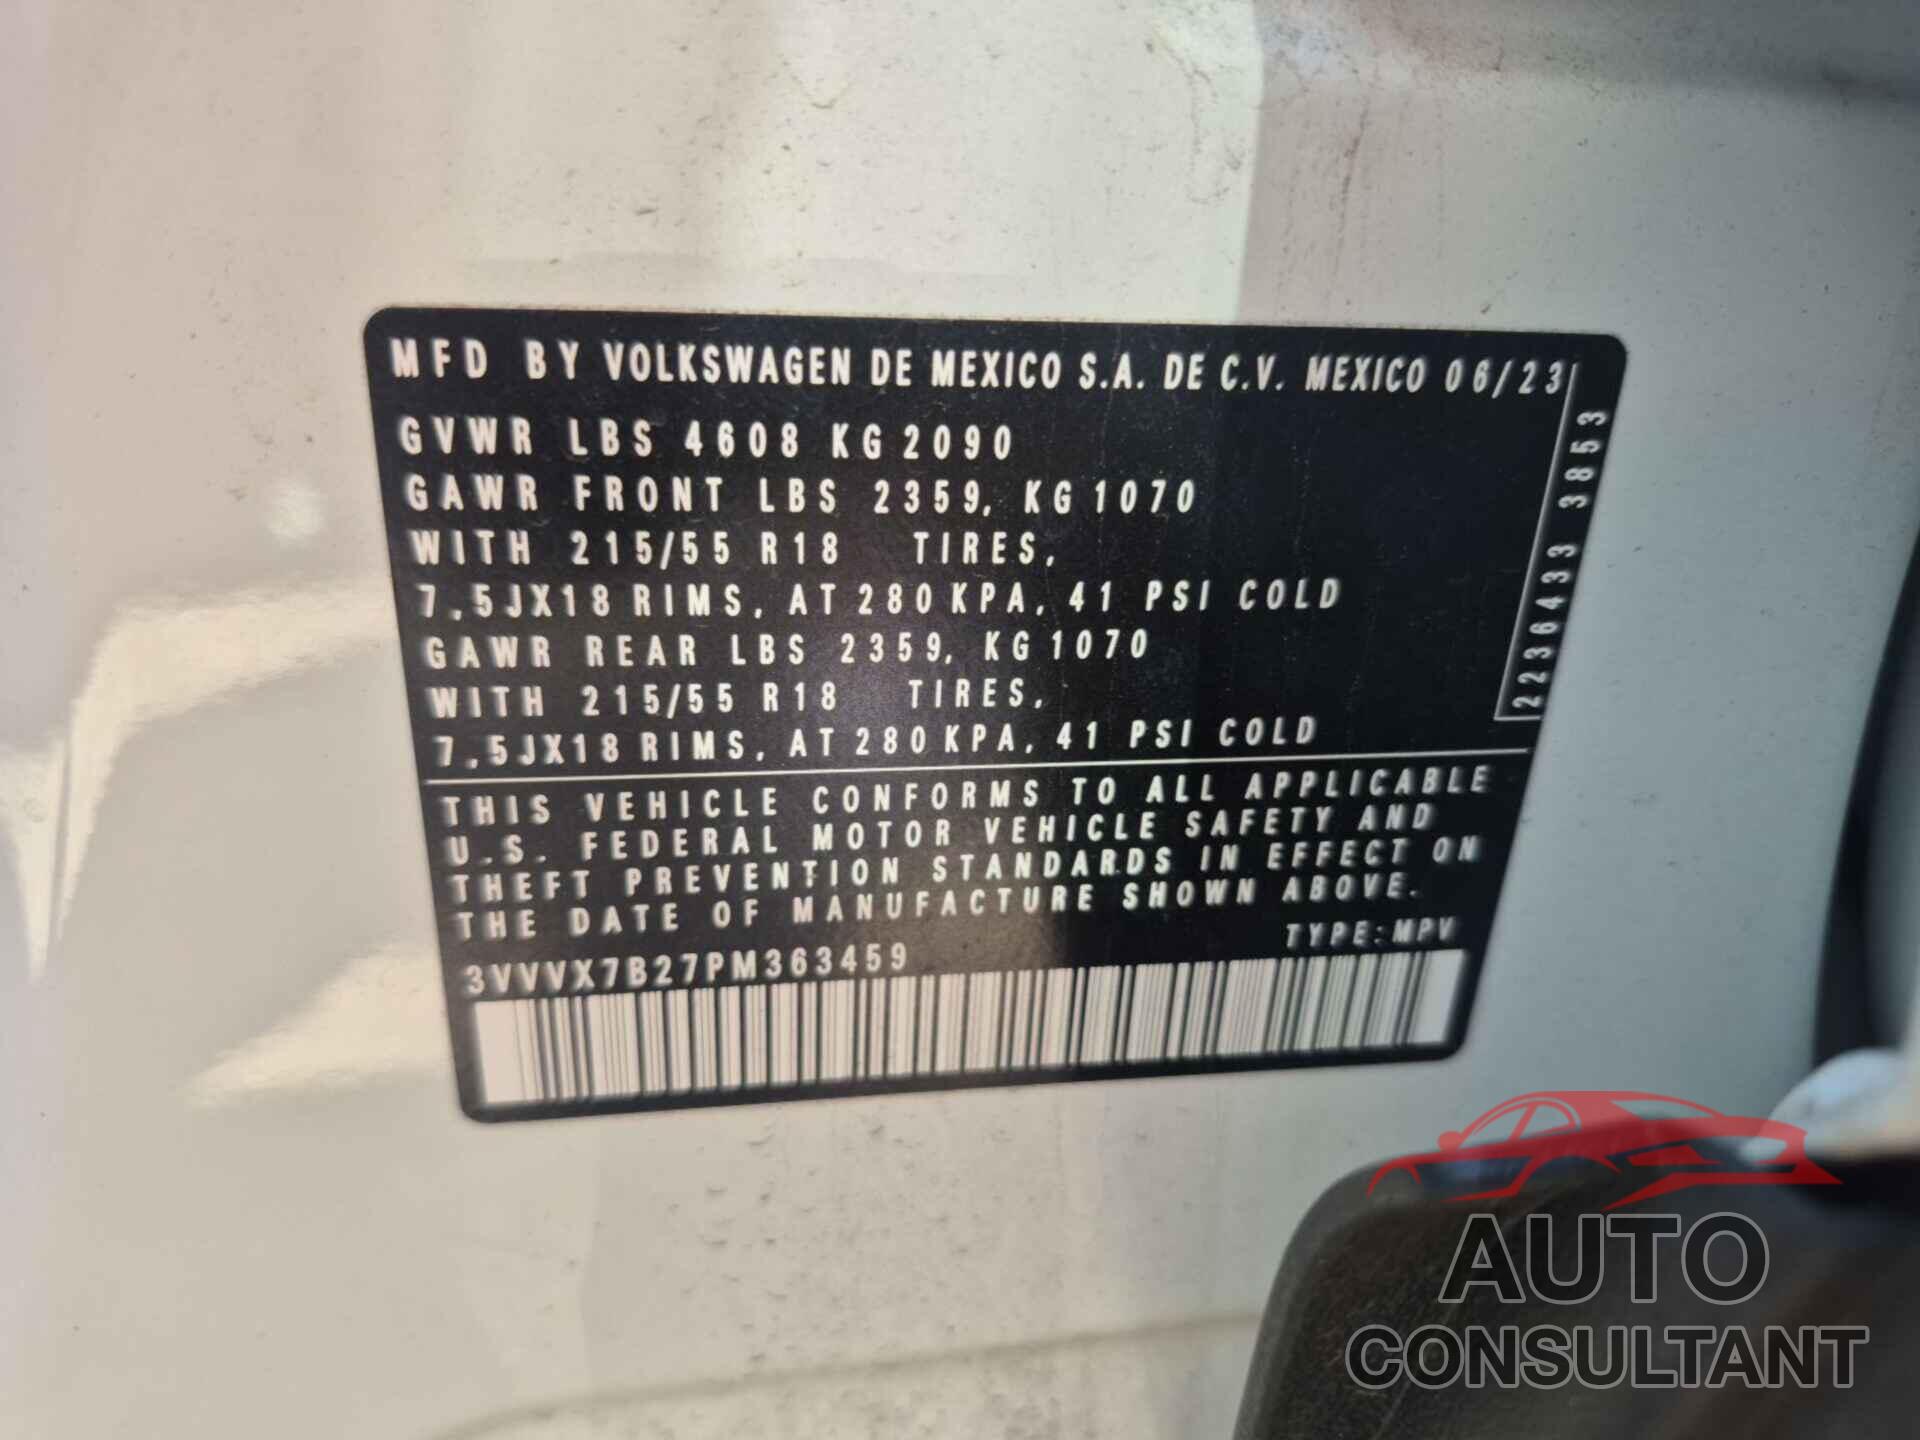 MFD BY VOLKSWAGEN DE MEXICO S.A. DE C.V. MEXICO 06/23
GVWR LBS 4608 KG 2090
GAWR FRONT LBS 2359, KG 1070
WITH 215/55 R18 TIRES,
7,5JX18 RIMS, AT 280 KPA, 41 PSI COLD
GAWR REAR LBS 2359, KG 1070
WITH 215/55 R18 TIRES,
7,5JX18 RIMS, AT 280 KPA, 41 PSI COLD
2236433 3853
THIS VEHICLE CONFORMS TO ALL APPLICABLE
U.S. FEDERAL MOTOR VEHICLE SAFETY AND
THEFT PREVENTION STANDARDS IN EFFECT ON
THE DATE OF MANUFACTURE SHOWN ABOVE.
TYPE: MPV
3VVVX7B27PM363459
AUTO
CONSULTANT